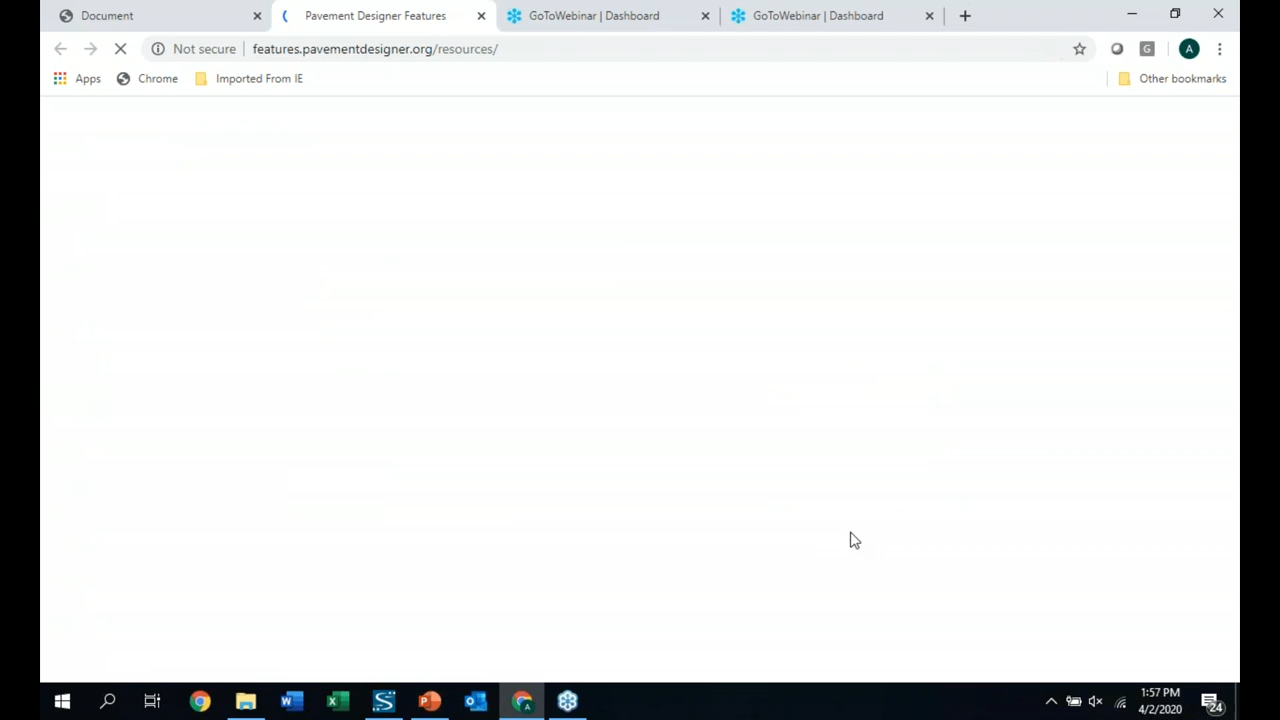 Document
Pavement Designer Features
GoToWebinar | Dashboard
GoToWebinar | Dashboard
Not secure
features.pavementdesigner.org/resources/
G
A
Apps
Chrome
Imported From IE
Other bookmarks
1:57 PM
4/2/2020
24